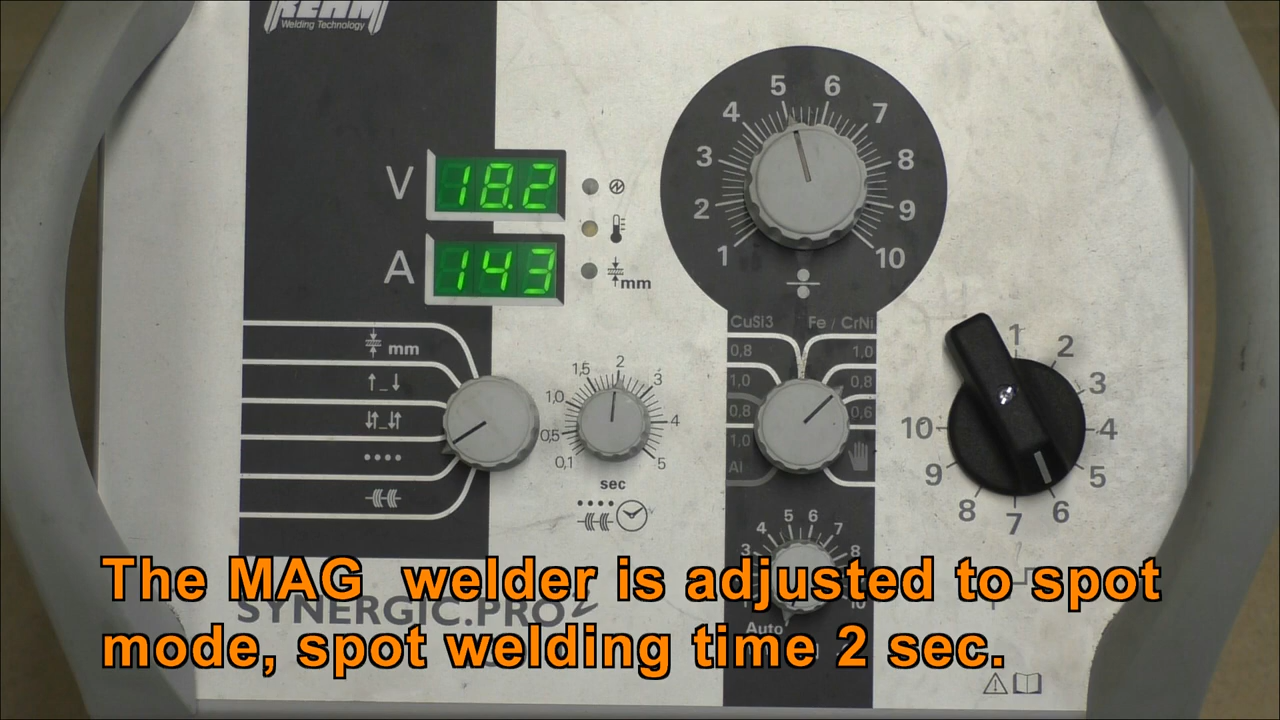 REHM
Welding Technology
V 18.2
A 143
mm
mm
5 6
4 7
3 8
2 9
1 10
CuSi3 Fe / CrNi
0,8 1,0
1,0 0,8
0,8 0,6
1,0
Al
2
1,5 3
1,0 4
0,5 5
0,1
sec
1
2
3
4
5
6
7
8
9
10
5 6
4 7
3 8
1 10
Auto
SYNERGIC.PRO²
The MAG welder is adjusted to spot
mode, spot welding time 2 sec.